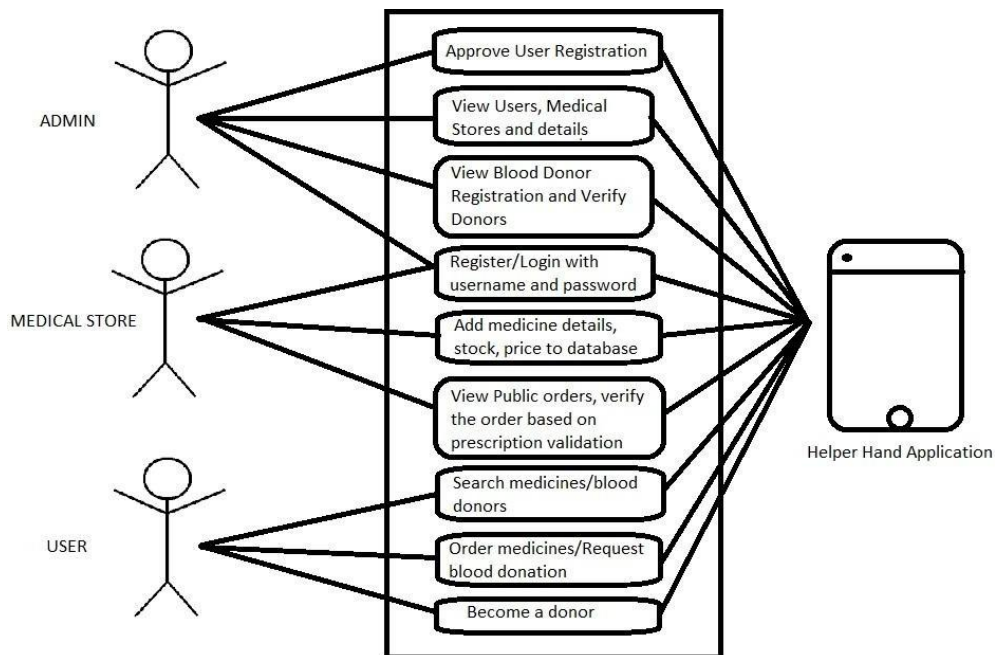 Approve User Registration
ADMIN
View Users, Medical
Stores and details
View Blood Donor
Registration and Verify
Donors
Register/Login with
username and password
MEDICAL STORE
Add medicine details,
stock, price to database
View Public orders, verify
the order based on
prescription validation
Helper Hand Application
Search medicines/blood
donors
USER
Order medicines/Request
blood donation
Become a donor